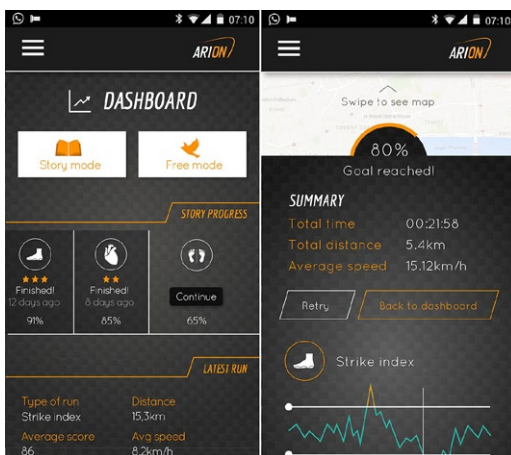 07:10
ARION
DASHBOARD
Story mode
Free mode
STORY PROGRESS
Finished!
12 days ago
91%
Finished!
8 days ago
85%
Continue
65%
LATEST RUN
Type of run
Distance
Strike index
15,3km
Average score
Avg speed
86
8.2km/h
07:10
ARION
Swipe to see map
80%
Goal reached!
SUMMARY
Total time 00:21:58
Total distance 5,4km
Average speed 15.12km/h
Retry
Back to dashboard
Strike index